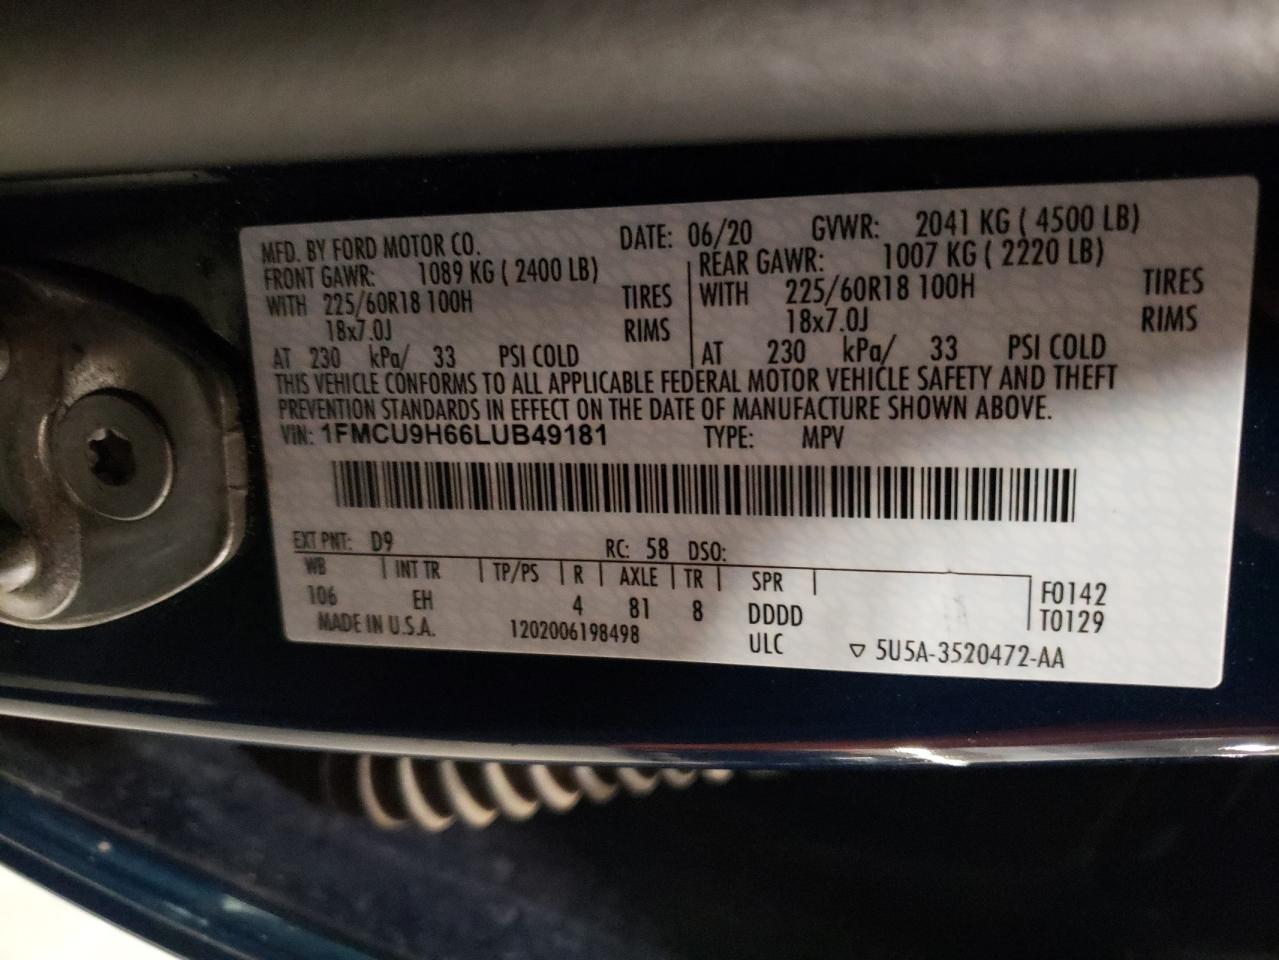 MFD. BY FORD MOTOR CO. DATE: 06/20 GVWR: 2041 KG ( 4500 LB)
FRONT GAWR: 1089 KG ( 2400 LB) REAR GAWR: 1007 KG ( 2220 LB)
WITH 225/60R18 100H TIRES WITH 225/60R18 100H TIRES
18x7.0J RIMS 18x7.0J RIMS
AT 230 kPa/ 33 PSI COLD AT 230 kPa/ 33 PSI COLD
THIS VEHICLE CONFORMS TO ALL APPLICABLE FEDERAL MOTOR VEHICLE SAFETY AND THEFT
PREVENTION STANDARDS IN EFFECT ON THE DATE OF MANUFACTURE SHOWN ABOVE.
VIN: 1FMCU9H66LUB49181 TYPE: MPV
EXT PNT: D9 RC: 58 DSO:
WB INT TR TP/PS R AXLE TR SPR
106 EH 4 81 8 DDDD F0142
MADE IN U.S.A. 1202006198498 ULC T0129
▽ 5U5A-3520472-AA